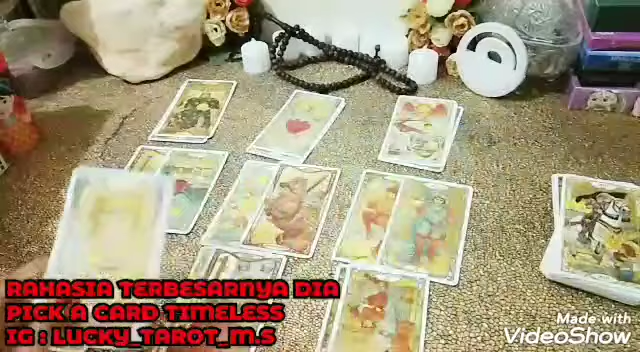 RAHASIA TERBESARNYA DIA
PICK A CARD TIMELESS
IG : LUCKY_TAROT_M.S
Made with
VideoShow